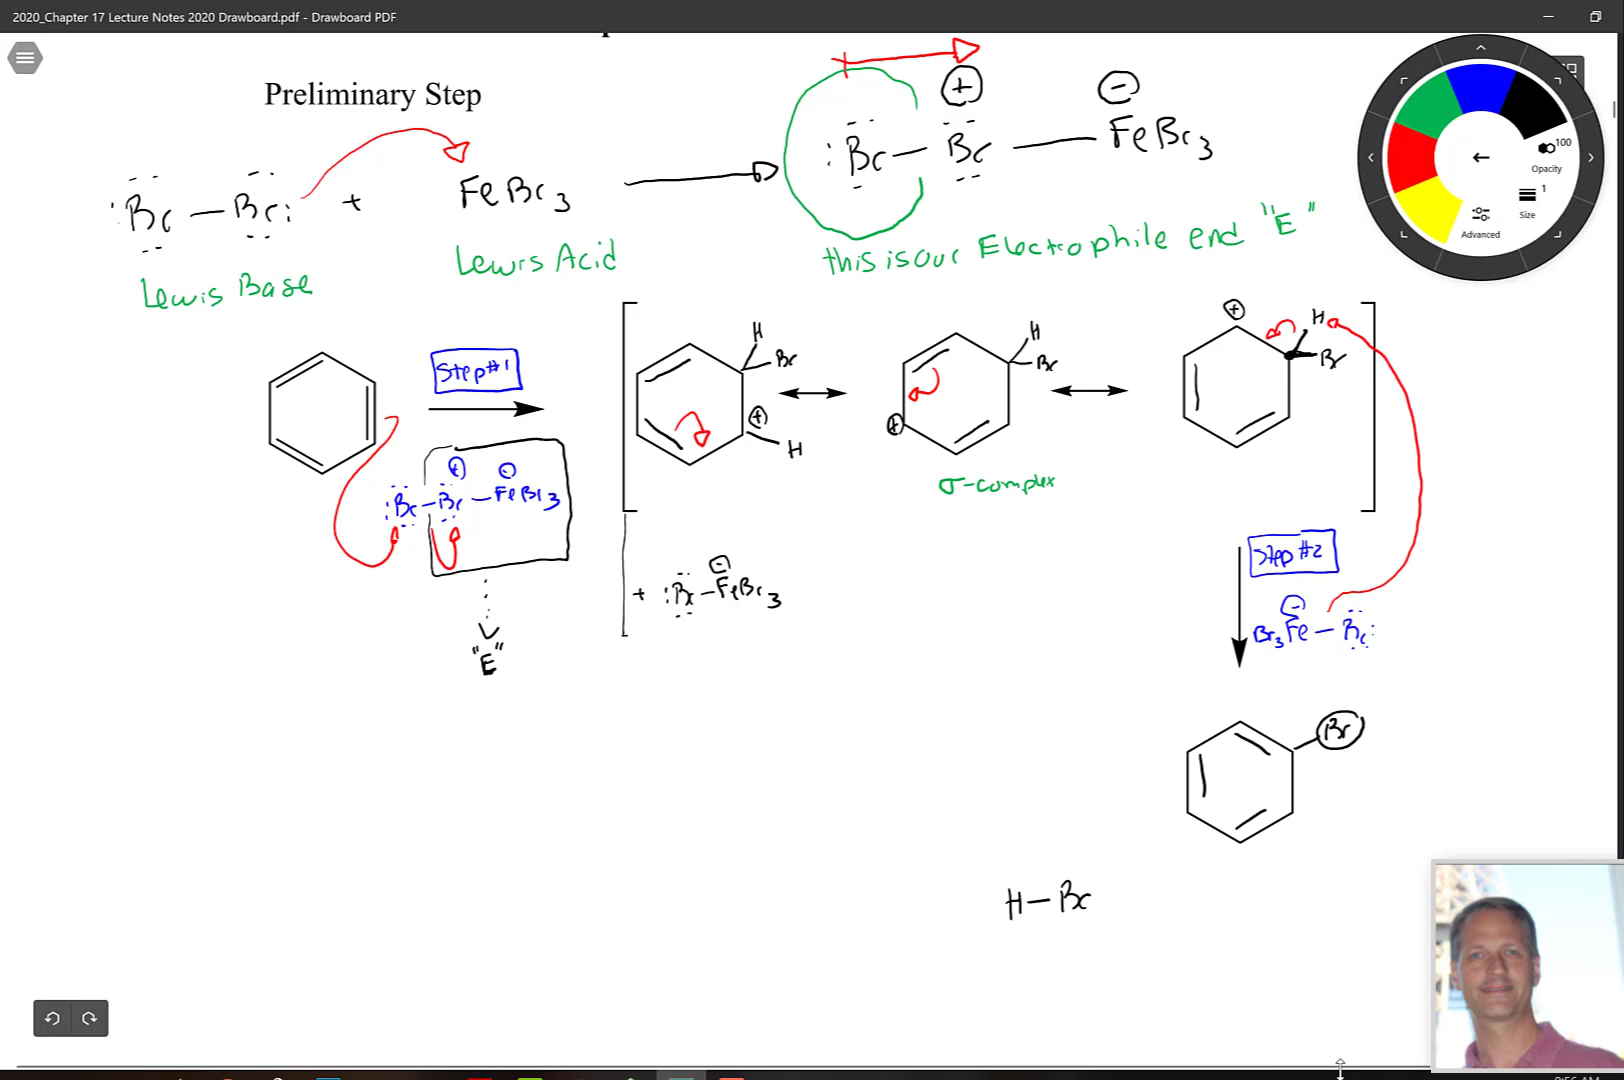 2020_Chapter 17 Lecture Notes 2020 Drawboard.pdf - Drawboard PDF
Preliminary Step
:Br—Br: + FeBr3
:Br—Br—FeBr3
+ -
Lewis Base
Lewis Acid
this is our Electrophile end "E"
100
Opacity
1
Size
Advanced
Step #1
H
Br
+
H
H
Br
+
+
H
Br
σ-complex
+ -
:Br—Br—FeBr3
"E"
+ :Br—FeBr3
-
Step #2
-
Br3Fe—Br:
Br
H—Br